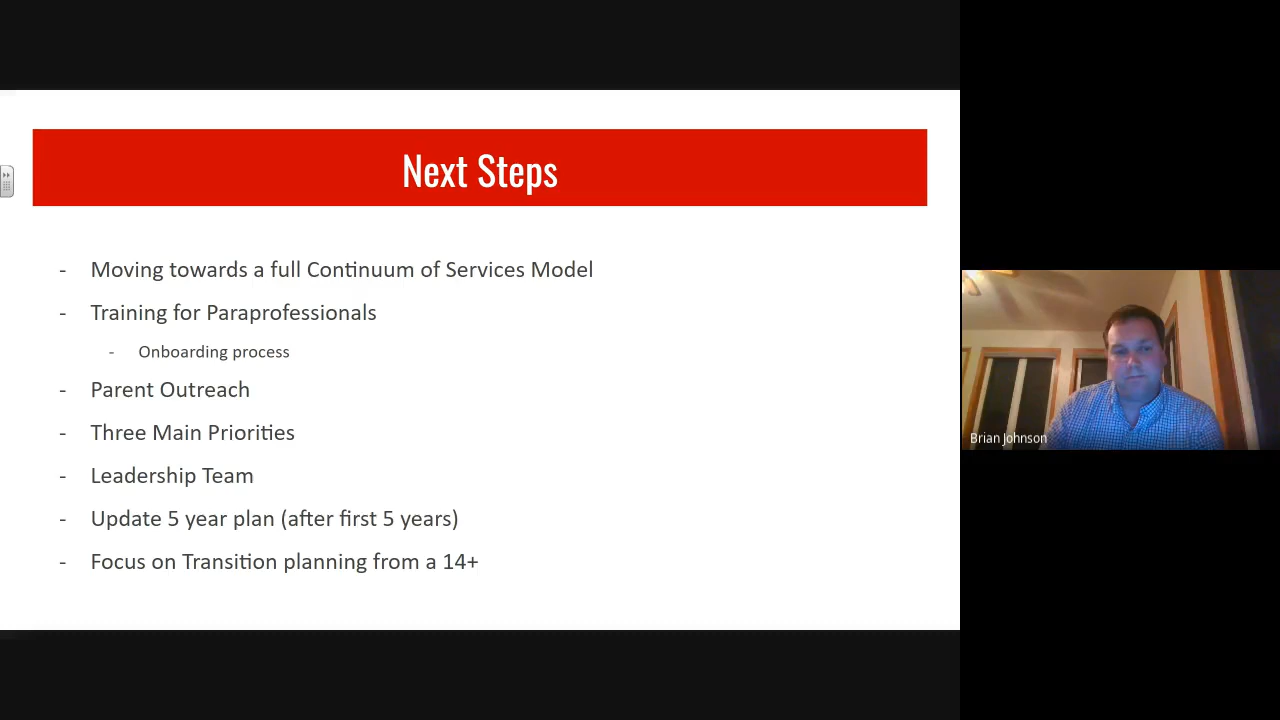 Next Steps
- Moving towards a full Continuum of Services Model
- Training for Paraprofessionals
- Onboarding process
- Parent Outreach
- Three Main Priorities
- Leadership Team
- Update 5 year plan (after first 5 years)
- Focus on Transition planning from a 14+
Brian Johnson